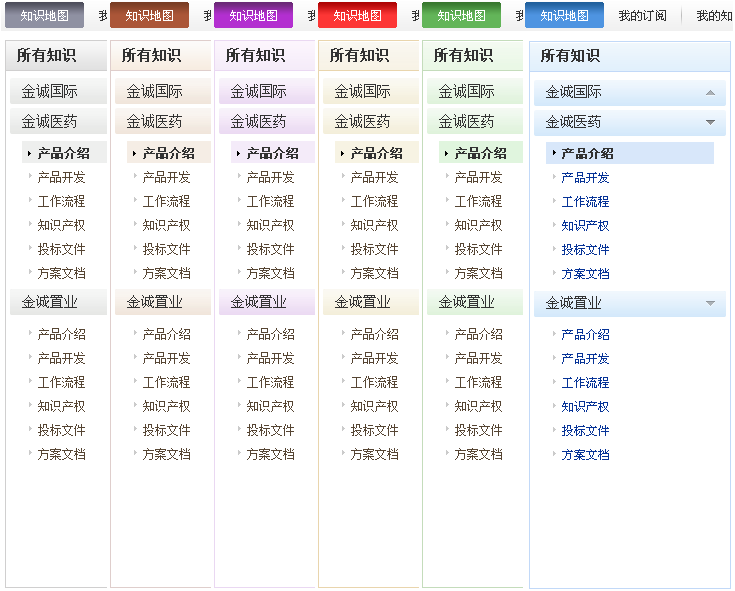 知识地图
所有知识
金诚国际
金诚医药
产品介绍
产品开发
工作流程
知识产权
投标文件
方案文档
金诚置业
产品介绍
产品开发
工作流程
知识产权
投标文件
方案文档
知识地图
所有知识
金诚国际
金诚医药
产品介绍
产品开发
工作流程
知识产权
投标文件
方案文档
金诚置业
产品介绍
产品开发
工作流程
知识产权
投标文件
方案文档
知识地图
所有知识
金诚国际
金诚医药
产品介绍
产品开发
工作流程
知识产权
投标文件
方案文档
金诚置业
产品介绍
产品开发
工作流程
知识产权
投标文件
方案文档
知识地图
所有知识
金诚国际
金诚医药
产品介绍
产品开发
工作流程
知识产权
投标文件
方案文档
金诚置业
产品介绍
产品开发
工作流程
知识产权
投标文件
方案文档
知识地图
所有知识
金诚国际
金诚医药
产品介绍
产品开发
工作流程
知识产权
投标文件
方案文档
金诚置业
产品介绍
产品开发
工作流程
知识产权
投标文件
方案文档
知识地图 我的订阅 我的知
所有知识
金诚国际
金诚医药
产品介绍
产品开发
工作流程
知识产权
投标文件
方案文档
金诚置业
产品介绍
产品开发
工作流程
知识产权
投标文件
方案文档